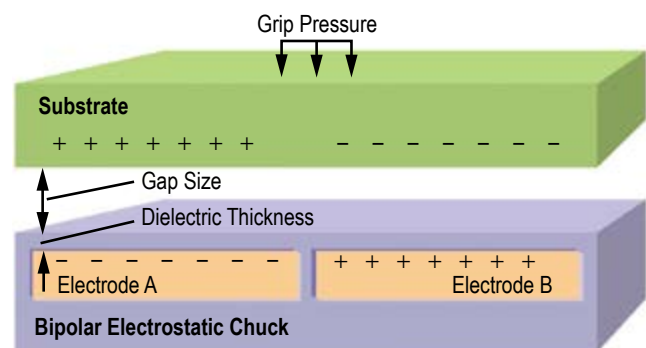 Grip Pressure
Substrate
+ + + + + + + – – – – – – –
Gap Size
Dielectric Thickness
– – – – – – – + + + + + + +
Electrode A Electrode B
Bipolar Electrostatic Chuck